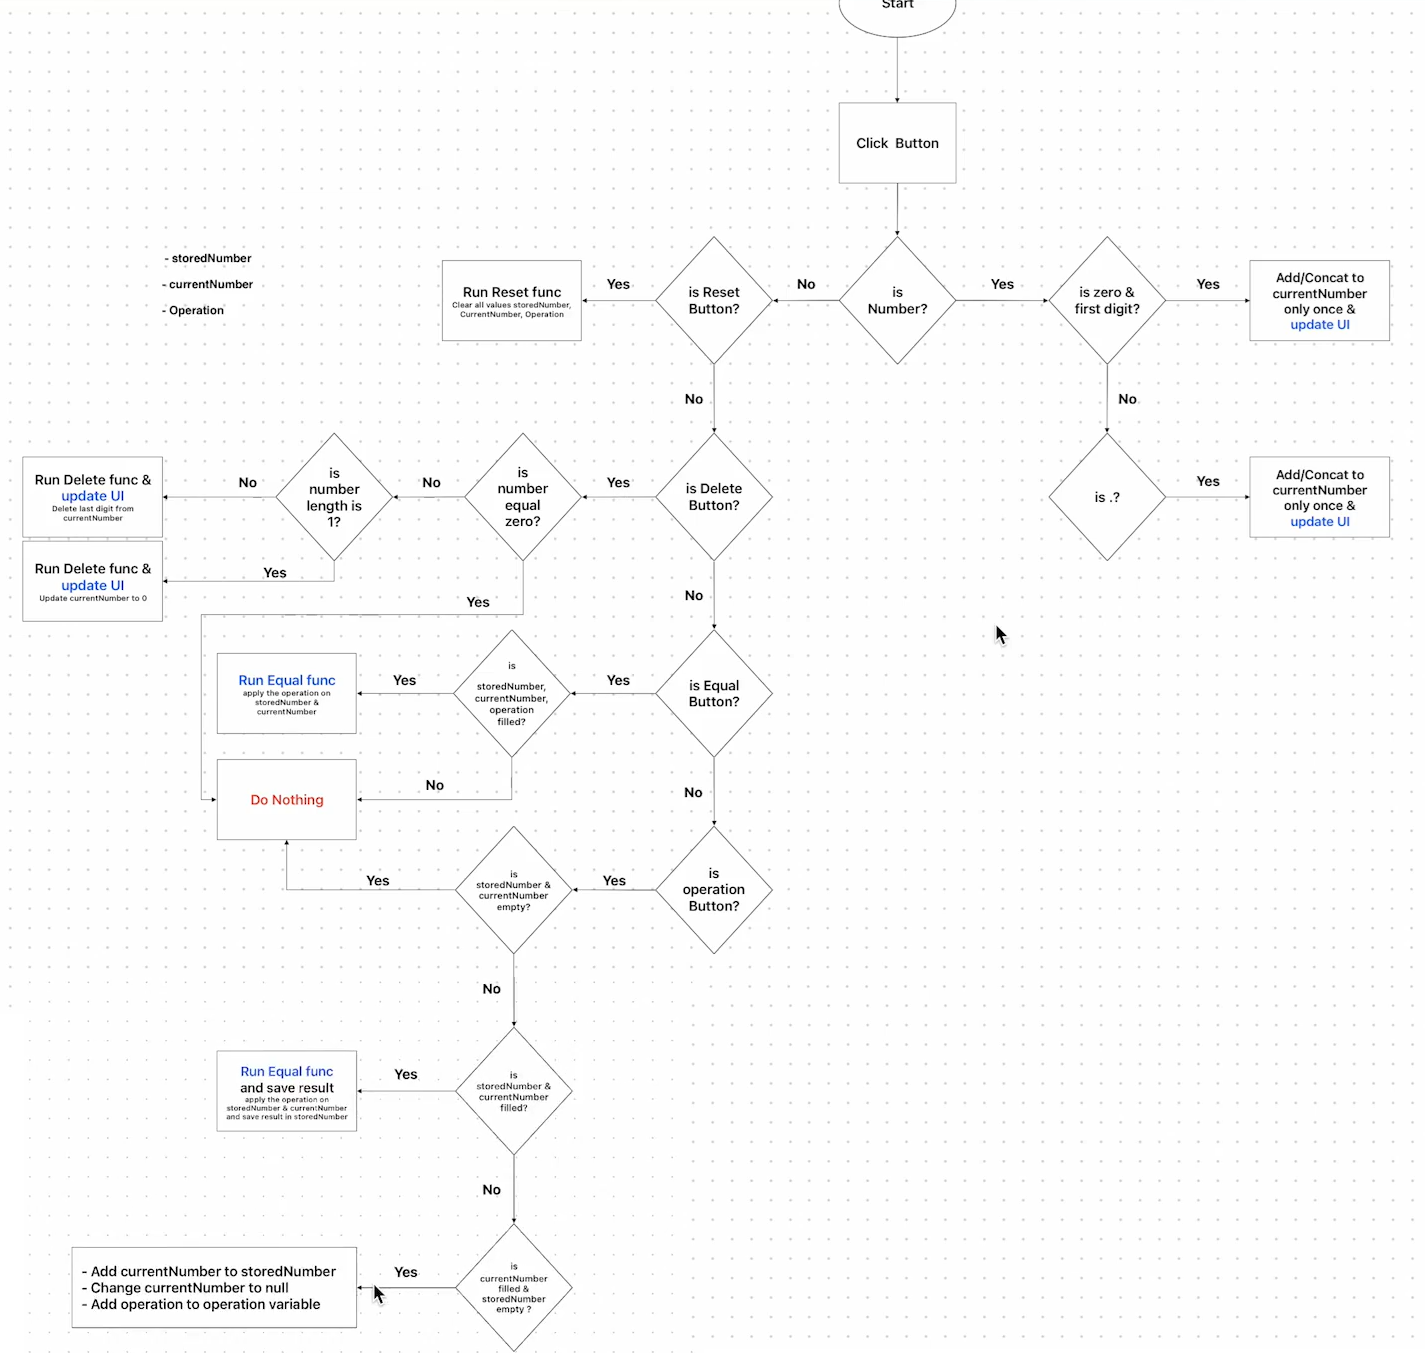 Start
Click Button
- storedNumber
- currentNumber
- Operation
Run Reset func
Clear all values storedNumber,
CurrentNumber, Operation
Yes
is Reset
Button?
No
is
Number?
Yes
is zero &
first digit?
Yes
Add/Concat to
currentNumber
only once &
update UI
No
No
Run Delete func &
update UI
Delete last digit from
currentNumber
No
is
number
length is
1?
No
is
number
equal
zero?
Yes
is Delete
Button?
is .?
Yes
Add/Concat to
currentNumber
only once &
update UI
Run Delete func &
update UI
Update currentNumber to 0
Yes
Yes
No
Run Equal func
apply the operation on
storedNumber &
currentNumber
Yes
is
storedNumber,
currentNumber,
operation
filled?
Yes
is Equal
Button?
Do Nothing
No
No
Yes
is
storedNumber &
currentNumber
empty?
Yes
is
operation
Button?
No
Run Equal func
and save result
apply the operation on
storedNumber & currentNumber
and save result in storedNumber
Yes
is
storedNumber &
currentNumber
filled?
No
- Add currentNumber to storedNumber
- Change currentNumber to null
- Add operation to operation variable
Yes
is
currentNumber
filled &
storedNumber
empty ?